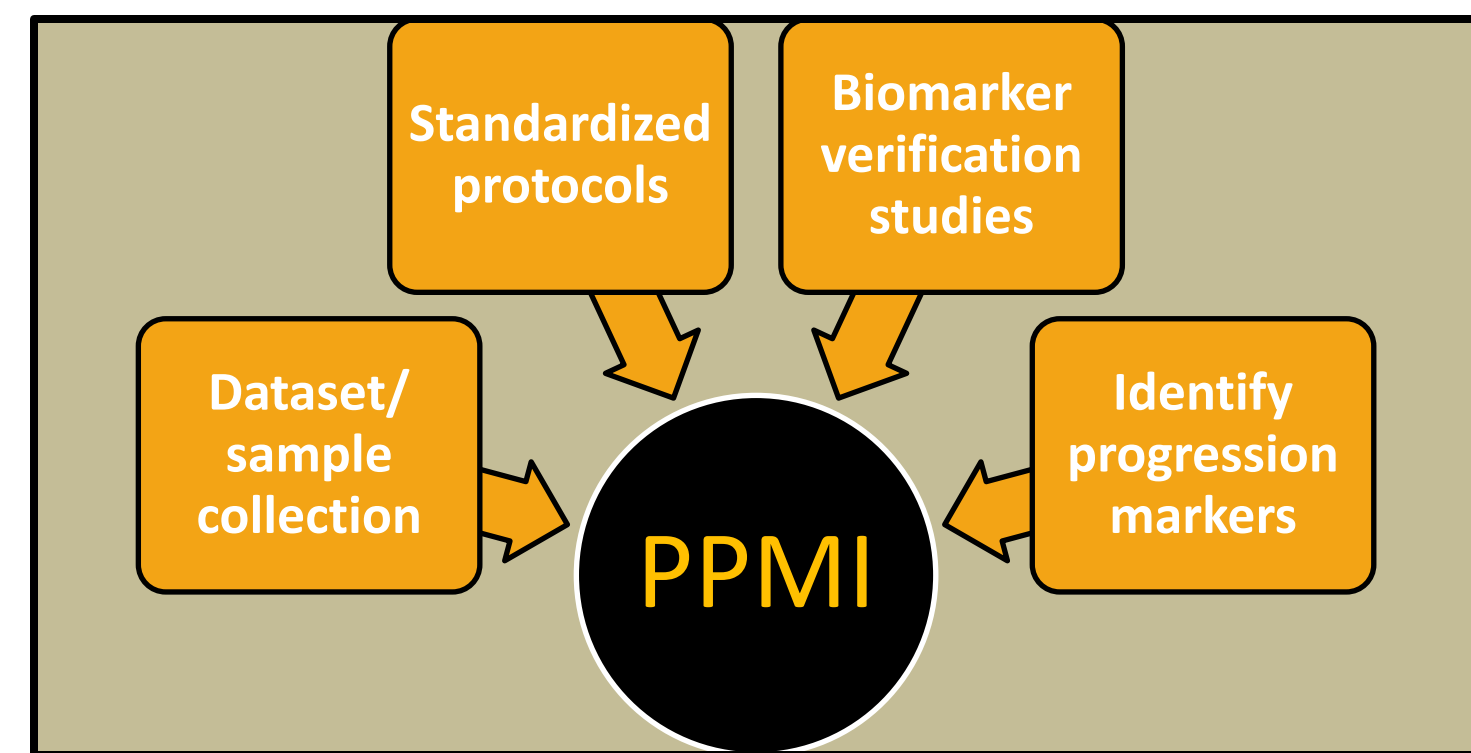 Standardized
protocols
Biomarker
verification
studies
Dataset/
sample
collection
Identify
progression
markers
PPMI